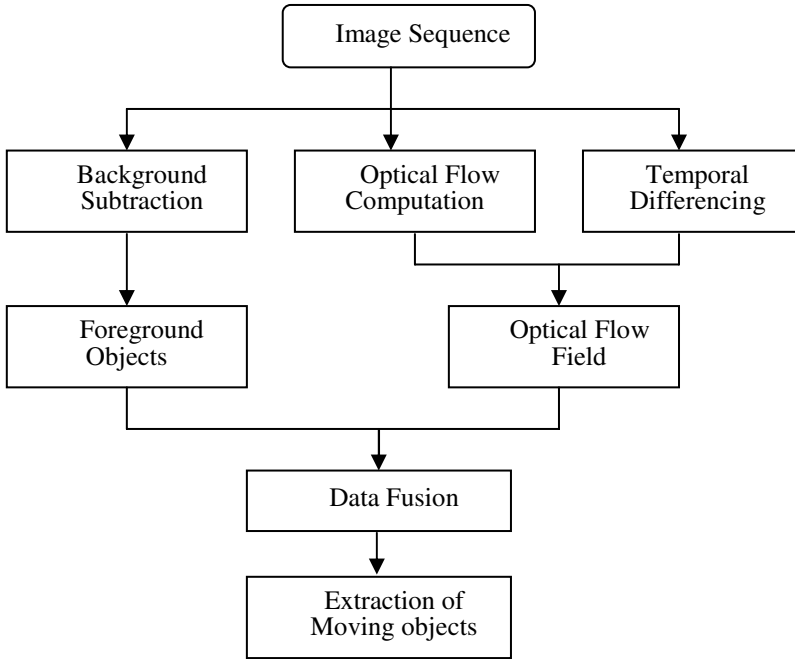 Image Sequence
Background
Subtraction
Optical Flow
Computation
Temporal
Differencing
Foreground
Objects
Optical Flow
Field
Data Fusion
Extraction of
Moving objects